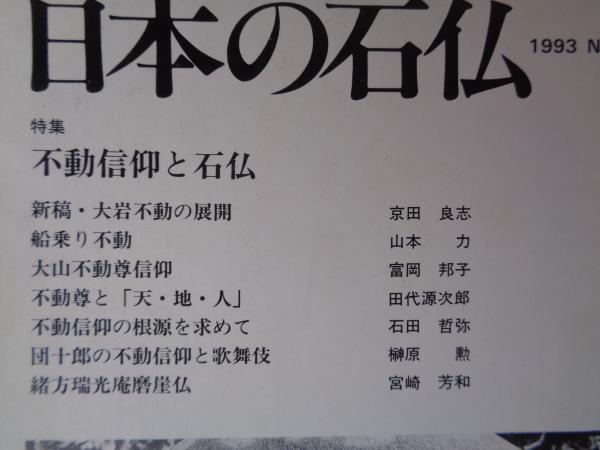 日本の石仏 1993 N
特集
不動信仰と石仏
新稿・大岩不動の展開 京田 良志
船乗り不動 山本 力
大山不動尊信仰 富岡 邦子
不動尊と「天・地・人」 田代源次郎
不動信仰の根源を求めて 石田 哲弥
団十郎の不動信仰と歌舞伎 榊原 勲
緒方瑞光庵磨崖仏 宮崎 芳和